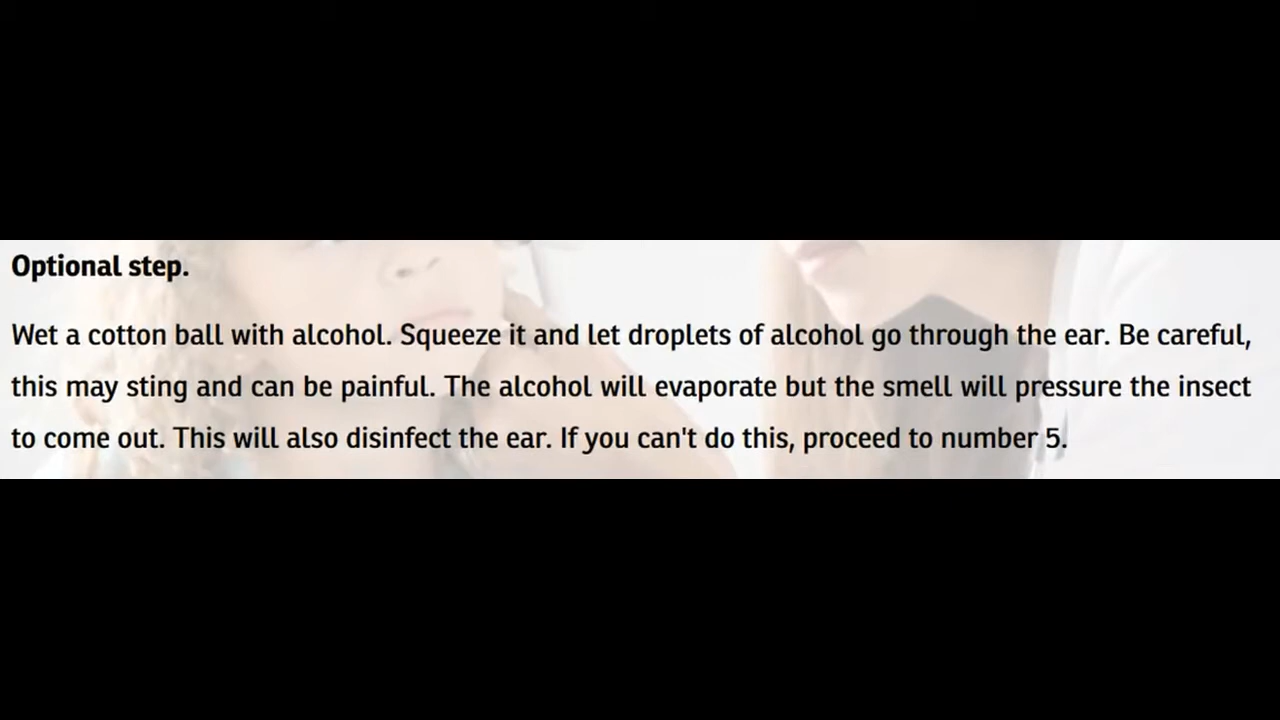 Optional step.
Wet a cotton ball with alcohol. Squeeze it and let droplets of alcohol go through the ear. Be careful,
this may sting and can be painful. The alcohol will evaporate but the smell will pressure the insect
to come out. This will also disinfect the ear. If you can't do this, proceed to number 5.